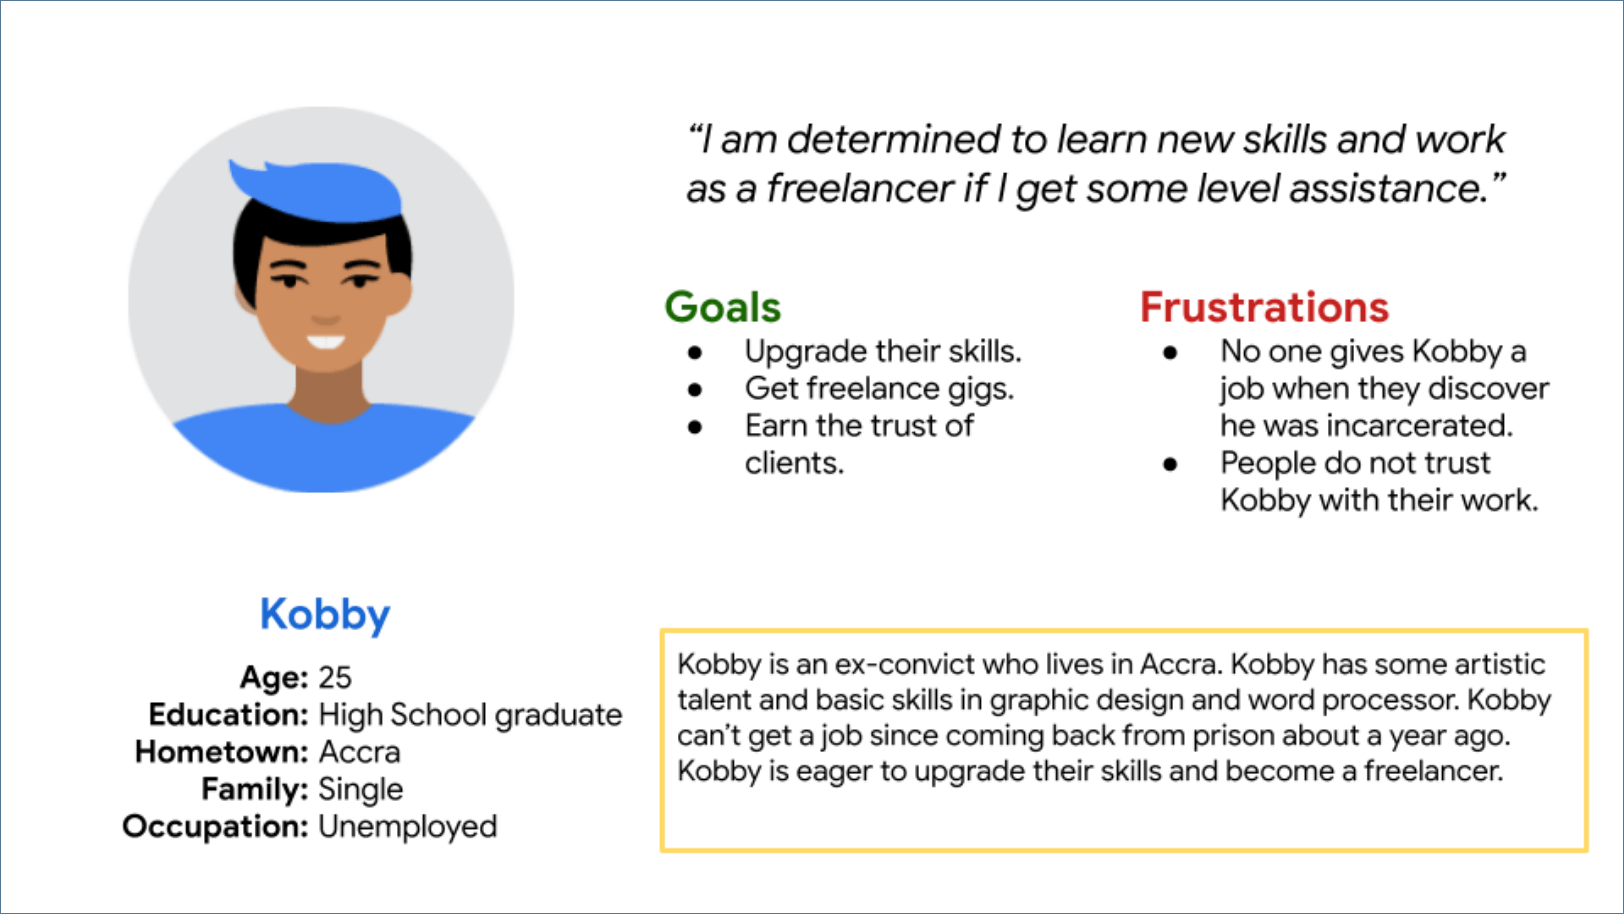 “I am determined to learn new skills and work
as a freelancer if I get some level assistance.”
Goals
● Upgrade their skills.
● Get freelance gigs.
● Earn the trust of
clients.
Frustrations
● No one gives Kobby a
job when they discover
he was incarcerated.
● People do not trust
Kobby with their work.
Kobby
Age: 25
Education: High School graduate
Hometown: Accra
Family: Single
Occupation: Unemployed
Kobby is an ex-convict who lives in Accra. Kobby has some artistic
talent and basic skills in graphic design and word processor. Kobby
can’t get a job since coming back from prison about a year ago.
Kobby is eager to upgrade their skills and become a freelancer.